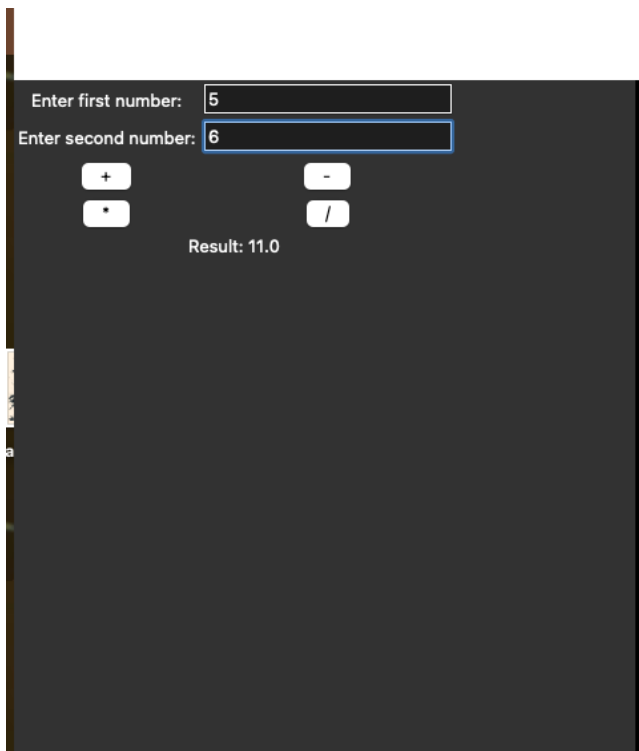 Enter first number: 5
Enter second number: 6
+ -
* /
Result: 11.0
a